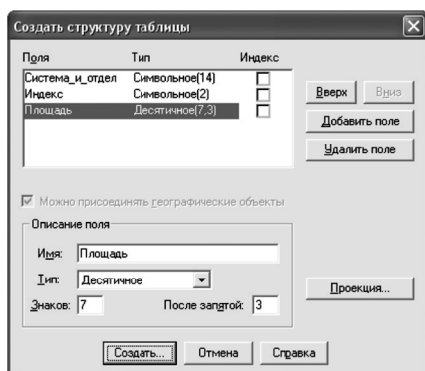 Создать структуру таблицы
Поля Тип Индекс
Система_и_отдел Символьное(14)
Индекс Символьное(2)
Площадь Десятичное(7,3)
Вверх Вниз
Добавить поле
Удалить поле
Можно присоединять географические объекты
Описание поля
Имя: Площадь
Тип: Десятичное
Знаков: 7 После запятой: 3
Проекция...
Создать... Отмена Справка